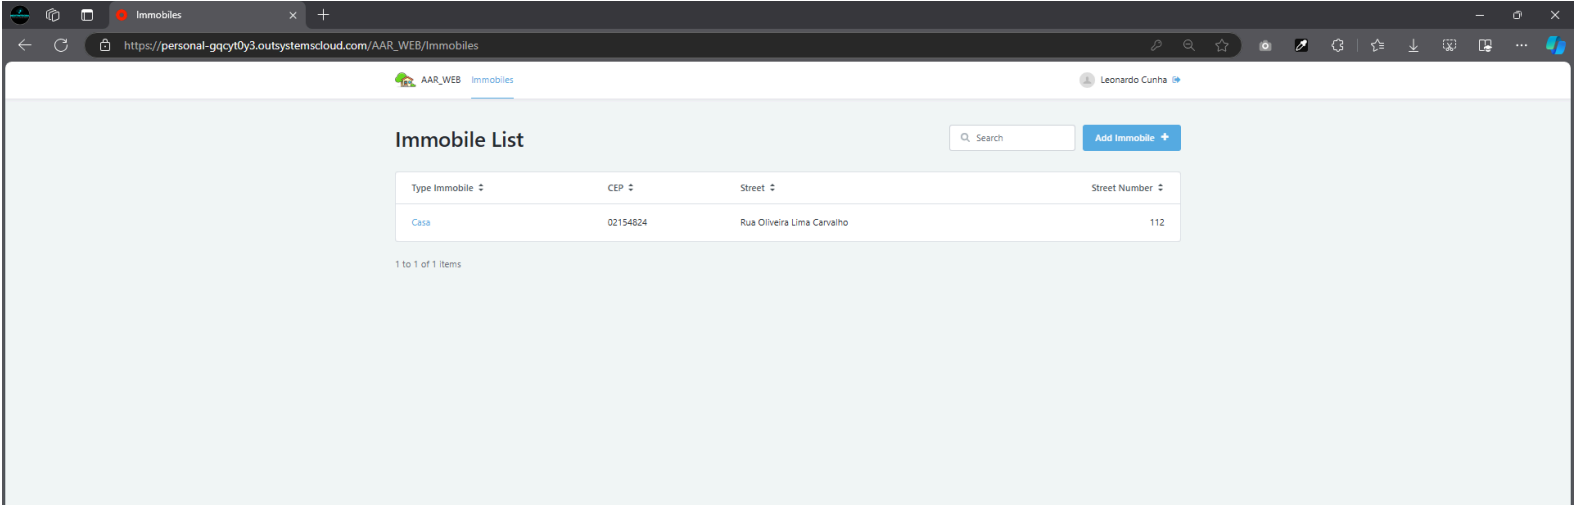 Immobiles
https://personal-gqcyt0y3.outsystemscloud.com/AAR_WEB/Immobiles
AAR_WEB Immobiles Leonardo Cunha
Immobile List Search Add Immobile
Type Immobile CEP Street Street Number
Casa 02154824 Rua Oliveira Lima Carvalho 112
1 to 1 of 1 items